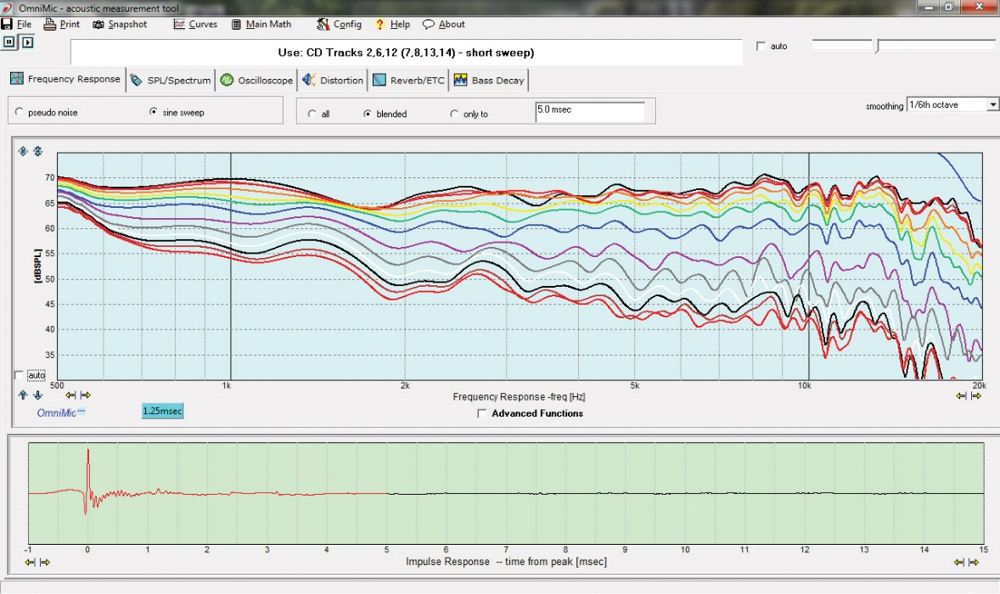 OmniMic - acoustic measurement tool
File Print Snapshot Curves Main Math Config Help About
Use: CD Tracks 2,6,12 (7,8,13,14) - short sweep)
auto
Frequency Response SPL/Spectrum Oscilloscope Distortion Reverb/ETC Bass Decay
pseudo noise sine sweep all blended only to 5.0 msec smoothing 1/6th octave
70
65
60
55
50
45
40
35
[dBSPL]
auto
500 1k 2k 5k 10k 20k
Frequency Response -freq [Hz]
OmniMic 1.25msec Advanced Functions
-1 0 1 2 3 4 5 6 7 8 9 10 11 12 13 14 15
Impulse Response -- time from peak [msec]